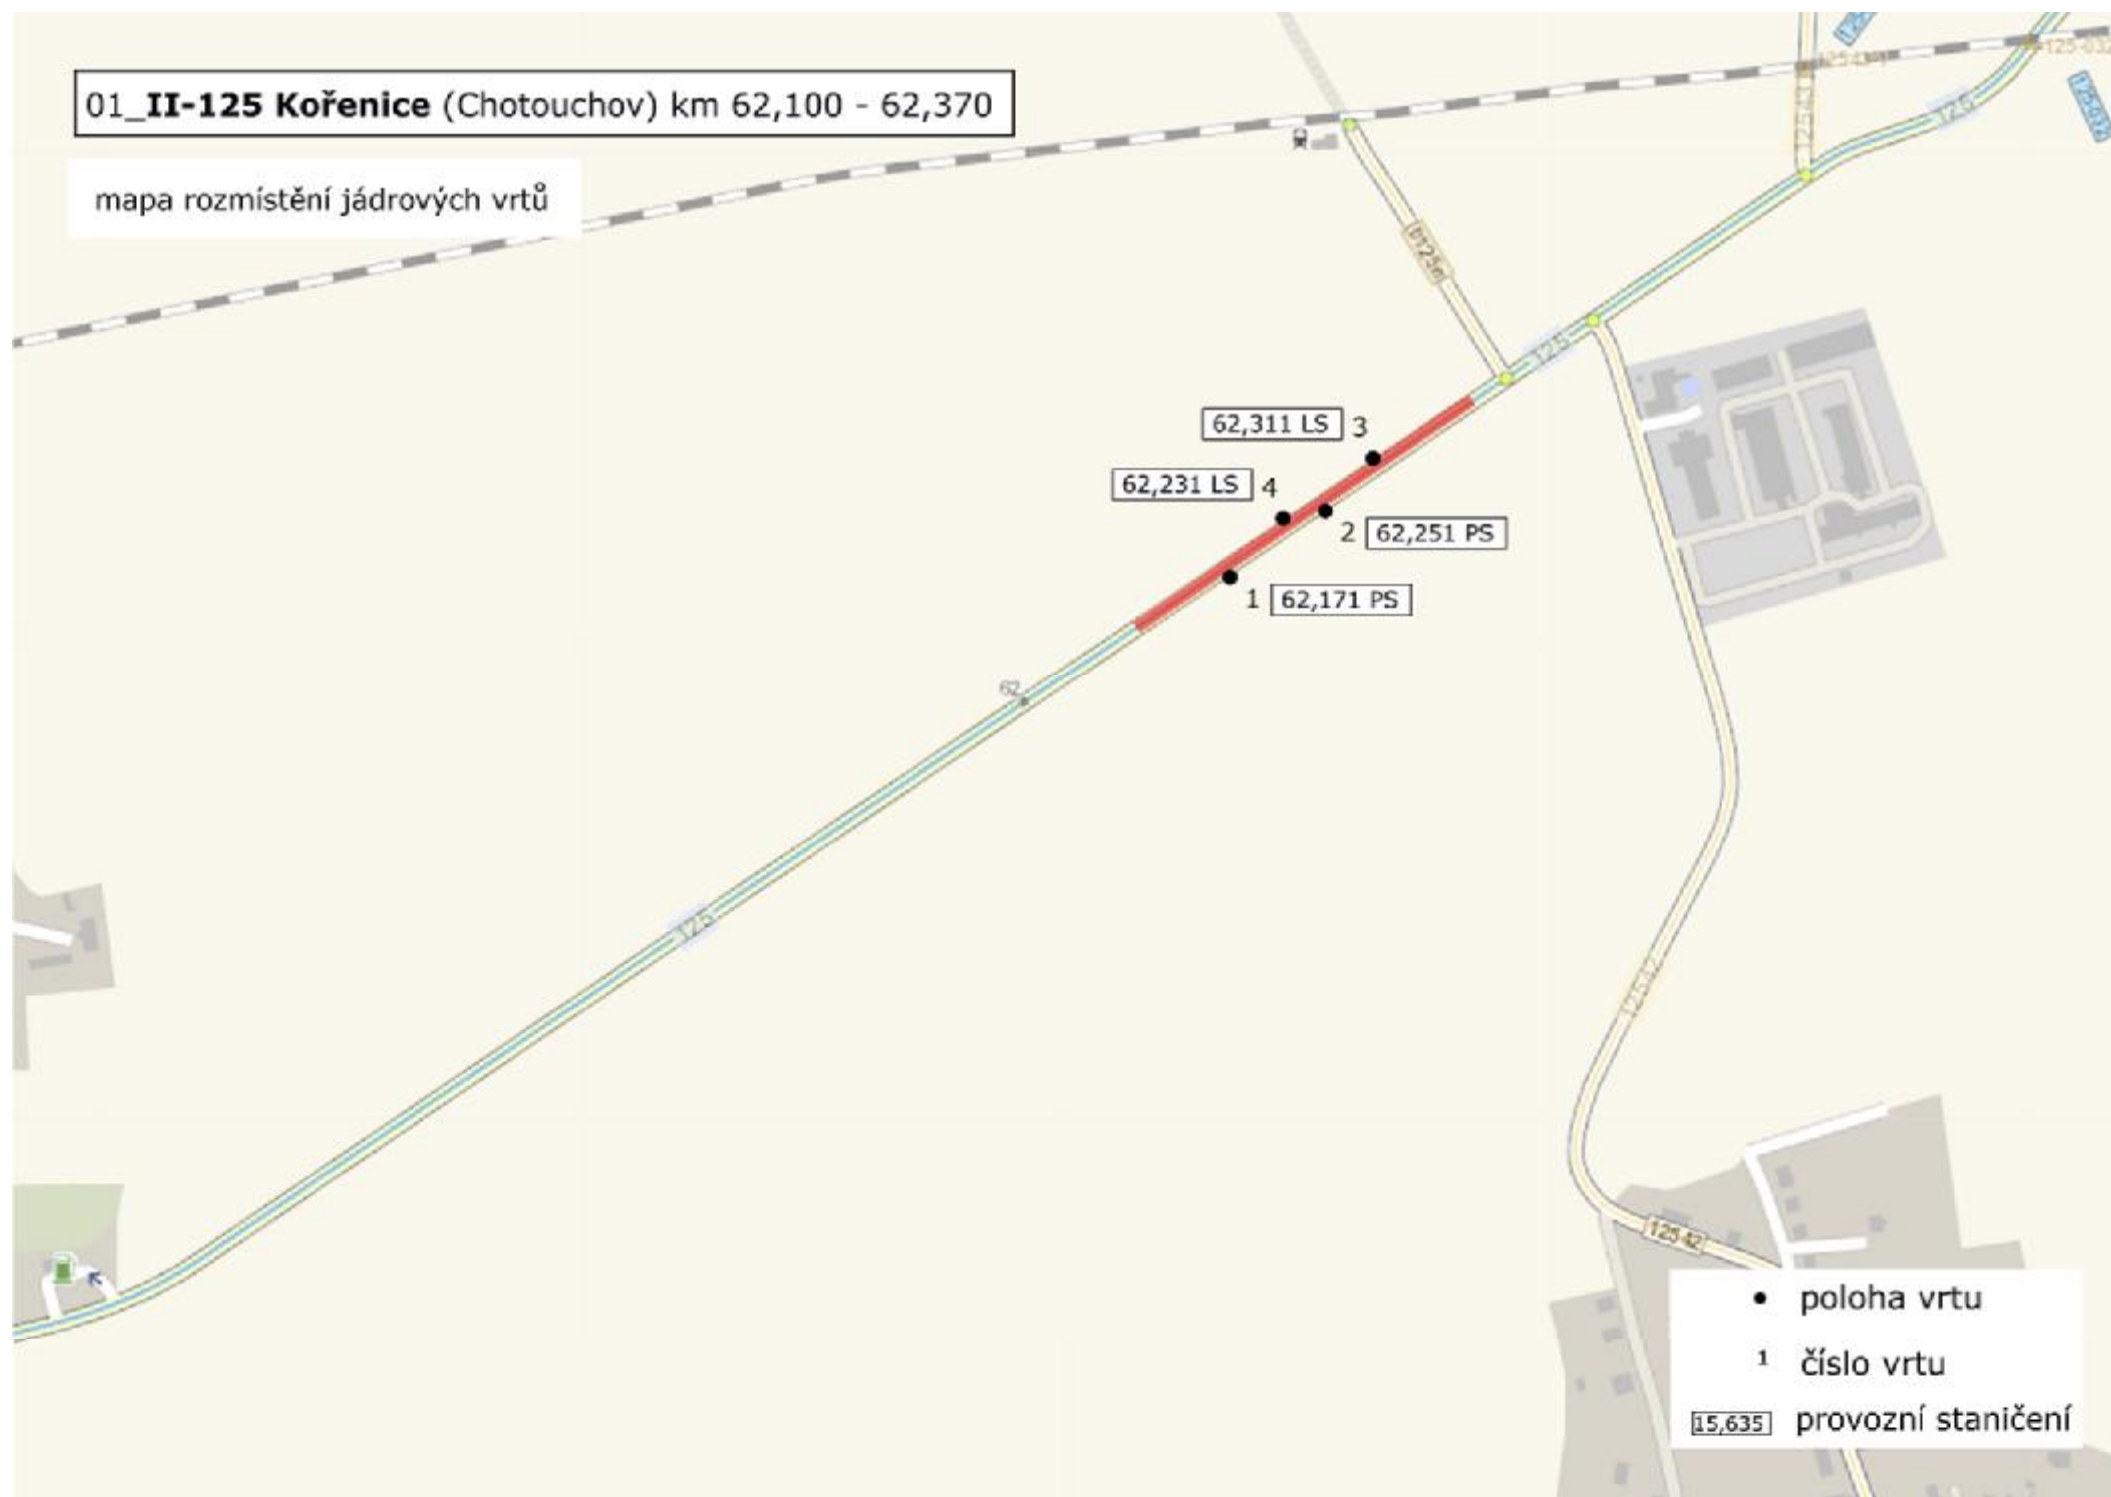 01_II-125 Kořenice (Chotouchov) km 62,100 - 62,370
mapa rozmístění jádrových vrtů
125
62,311 LS 3
62,231 LS 4
2 62,251 PS
1 62,171 PS
62
125
125
12542
• poloha vrtu
1 číslo vrtu
15,635 provozní staničení